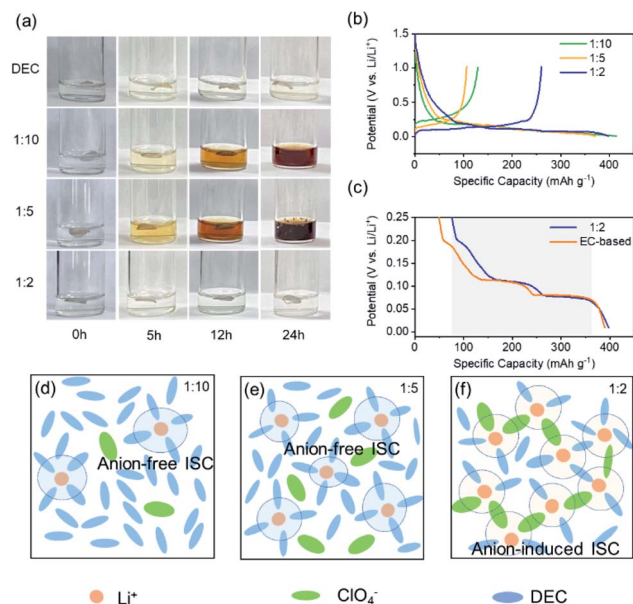 (a)
DEC
1:10
1:5
1:2
0h 5h 12h 24h
(b)
1:10
1:5
1:2
Potential (V vs. Li/Li⁺)
1.5
1.0
0.5
0.0
0 100 200 300 400
Specific Capacity (mAh g⁻¹)
(c)
1:2
EC-based
Potential (V vs. Li/Li⁺)
0.25
0.20
0.15
0.10
0.05
0.00
0 100 200 300 400
Specific Capacity (mAh g⁻¹)
(d) 1:10
Anion-free ISC
(e) 1:5
Anion-free ISC
(f) 1:2
Anion-induced ISC
Li⁺ ClO₄⁻ DEC